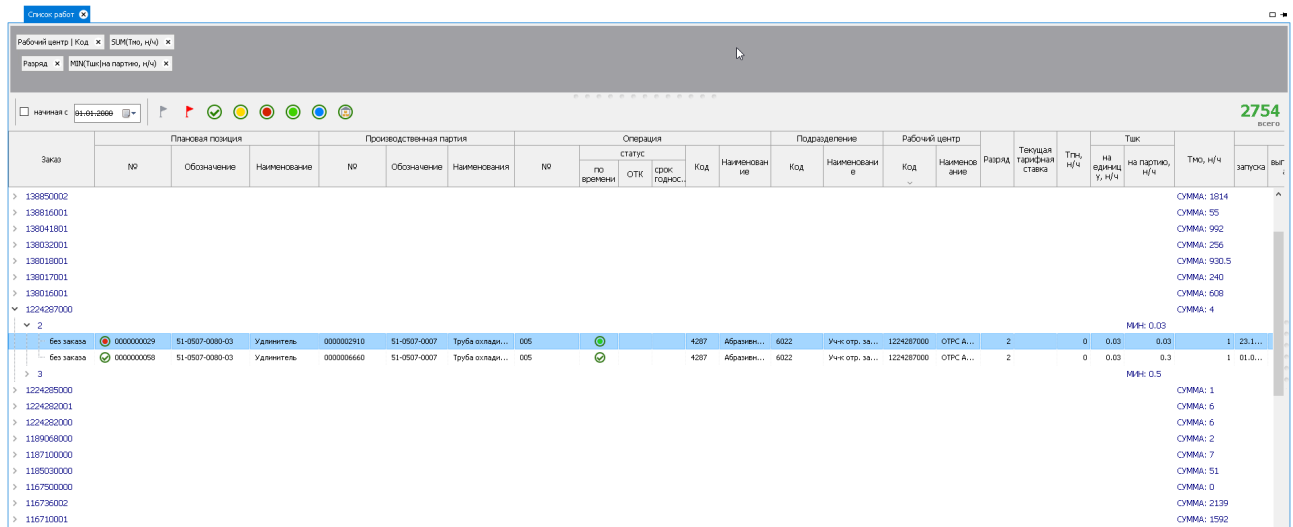 Список работ
Рабочий центр | Код × SUM(Тмо, н/ч) ×
Разряд × MIN(Тшк|на партию, н/ч) ×
начиная с 01.01.2000
2754
всего
Заказ Плановая позиция Производственная партия Операция Подразделение Рабочий центр Разряд Текущая тарифная ставка Тпн, н/ч Тшк Тмо, н/ч
№ Обозначение Наименование № Обозначение Наименования № статус Код Наименован ие Код Наименовани е Код Наименов ание на единиц у, н/ч на партию, н/ч запуска
по времени ОТК срок годнос...
138850002 СУММА: 1814
138816001 СУММА: 55
138041801 СУММА: 992
138032001 СУММА: 256
138018001 СУММА: 930.5
138017001 СУММА: 240
138016001 СУММА: 608
1224287000 СУММА: 4
2 МИН: 0.03
без заказа 0000000029 51-0507-0080-03 Удлинитель 0000002910 51-0507-0007 Труба охлади... 005 4287 Абразивн... 6022 Уч-к отр. за... 1224287000 ОТРС А... 2 0 0.03 0.03 1 23.1...
без заказа 0000000058 51-0507-0080-03 Удлинитель 0000006660 51-0507-0007 Труба охлади... 005 4287 Абразивн... 6022 Уч-к отр. за... 1224287000 ОТРС А... 2 0 0.03 0.3 1 01.0...
3 МИН: 0.5
1224285000 СУММА: 1
1224282001 СУММА: 6
1224282000 СУММА: 6
1189068000 СУММА: 2
1187100000 СУММА: 7
1185030000 СУММА: 51
1167500000 СУММА: 0
116736002 СУММА: 2139
116710001 СУММА: 1592